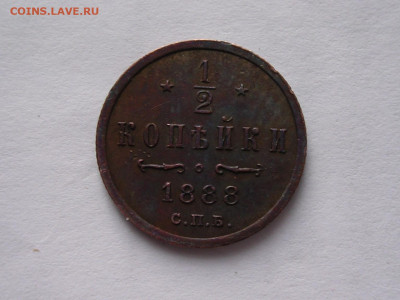 COINS.LAVE.RU
* 1/2 *
КОПѢЙКИ
1888
С.П.Б.